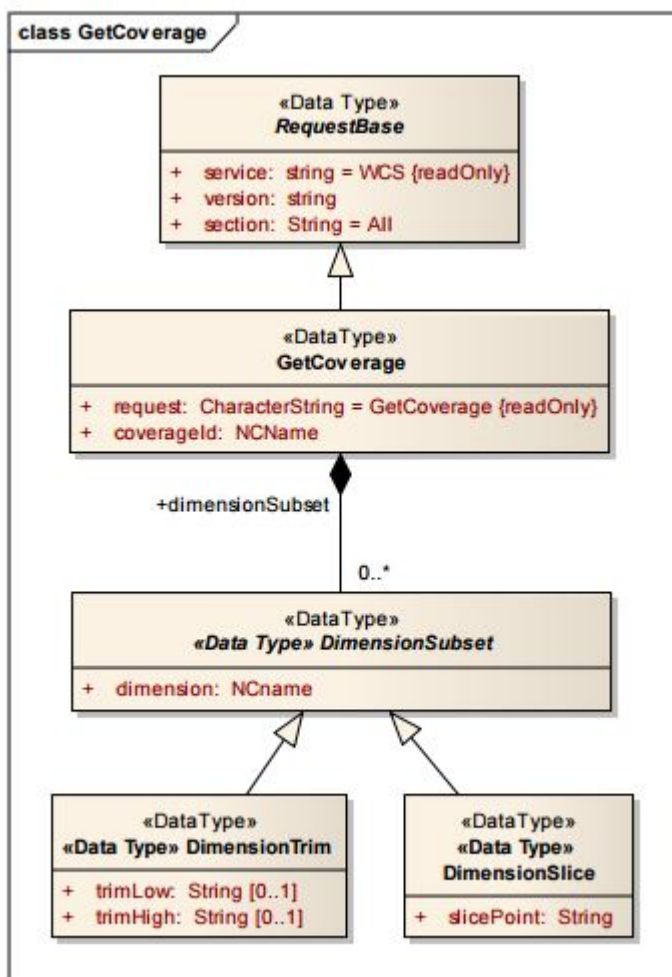 class GetCoverage
«Data Type»
RequestBase
+ service: string = WCS {readOnly}
+ version: string
+ section: String = All
«DataType»
GetCoverage
+ request: CharacterString = GetCoverage {readOnly}
+ coverageId: NCName
+dimensionSubset
0..*
«DataType»
«Data Type» DimensionSubset
+ dimension: NCname
«DataType»
«Data Type» DimensionTrim
+ trimLow: String [0..1]
+ trimHigh: String [0..1]
«DataType»
«Data Type»
DimensionSlice
+ slicePoint: String